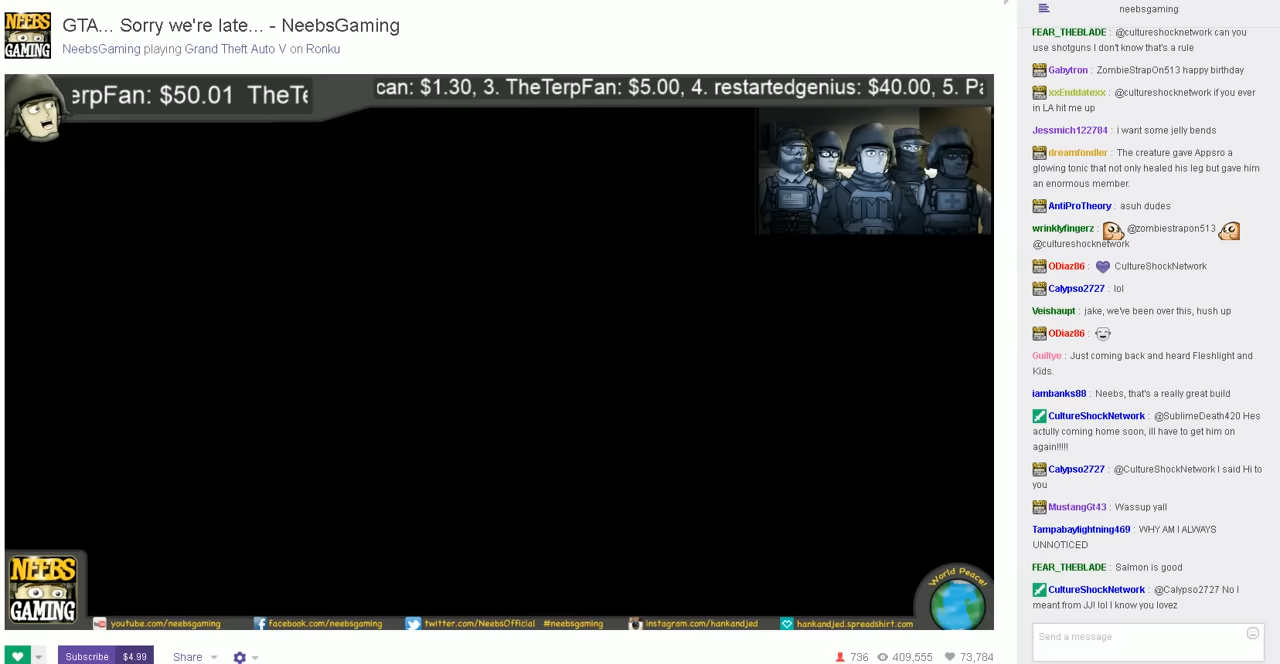 GTA... Sorry we're late... - NeebsGaming
NeebsGaming playing Grand Theft Auto V on Ronku
NEEBS
GAMING
erpFan: $50.01 TheTe
can: $1.30, 3. TheTerpFan: $5.00, 4. restartedgenius: $40.00, 5. Pa
NEEBS
GAMING
World Peace!
youtube.com/neebsgaming
facebook.com/neebsgaming
twitter.com/NeebsOfficial #neebsgaming
instagram.com/hankandjed
hankandjed.spreadshirt.com
Subscribe $4.99
Share
736 409,555 73,784
neebsgaming
FEAR_THEBLADE : @cultureshocknetwork can you
use shotguns I don't know that's a rule
Gabytron : ZombieStrapOn513 happy birthday
xxEnddatexx : @cultureshocknetwork if you ever
in LA hit me up
Jessmich122784 : i want some jelly bends
dreamfondler : The creature gave Appsro a
glowing tonic that not only healed his leg but gave him
an enormous member.
AntiProTheory : asuh dudes
wrinklyfingerz : @zombiestrapon513
@cultureshocknetwork
ODiaz86 : CultureShockNetwork
Calypso2727 : lol
Veishaupt : jake, we've been over this, hush up
ODiaz86 :
Guiltye : Just coming back and heard Fleshlight and
Kids.
iambanks88 : Neebs, that's a really great build
CultureShockNetwork : @SublimeDeath420 Hes
actully coming home soon, ill have to get him on
again!!!!!
Calypso2727 : @CultureShockNetwork I said Hi to
you
MustangGt43 : Wassup yall
Tampabaylightning469 : WHY AM I ALWAYS
UNNOTICED
FEAR_THEBLADE : Salmon is good
CultureShockNetwork : @Calypso2727 No I
meant from JJ! lol I know you lovez
Send a message